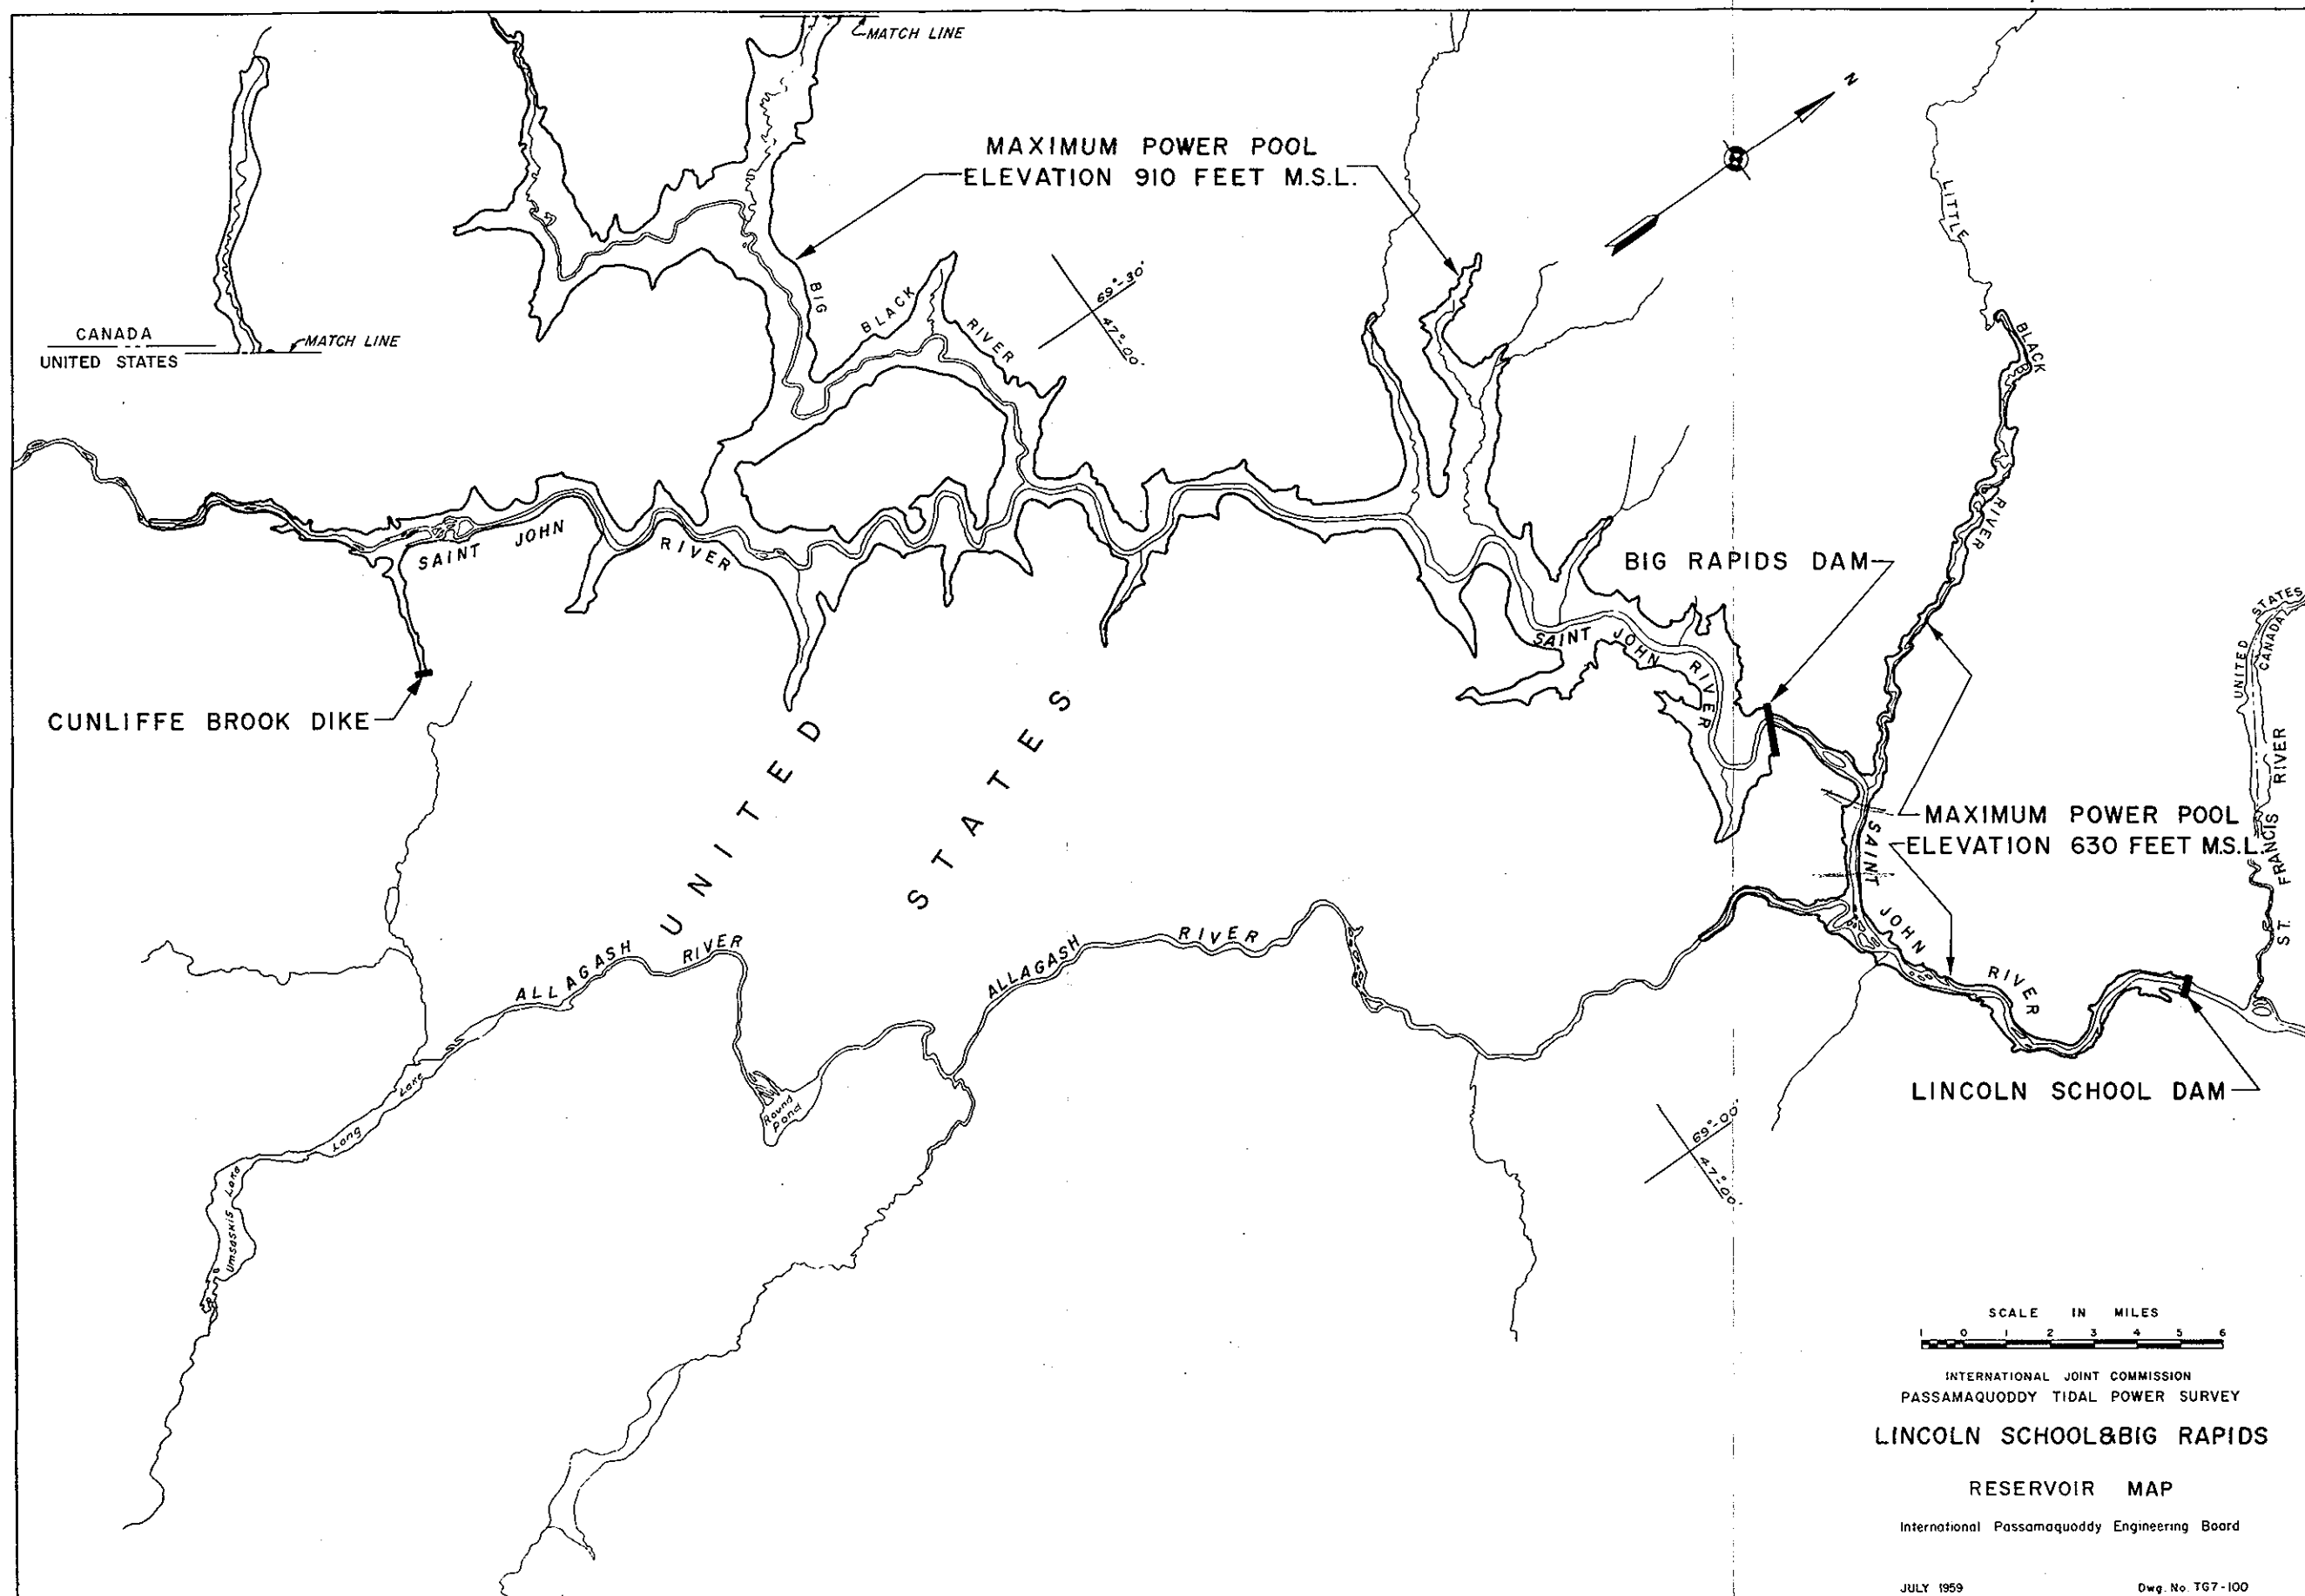 MATCH LINE
N
MAXIMUM POWER POOL
ELEVATION 910 FEET M.S.L.
LITTLE
BLACK
RIVER
69°-30'
47°-00'
BIG
BLACK
RIVER
CANADA
UNITED STATES
MATCH LINE
SAINT JOHN RIVER
BIG RAPIDS DAM
UNITED STATES
CANADA
SAINT JOHN RIVER
CUNLIFFE BROOK DIKE
UNITED
STATES
MAXIMUM POWER POOL
ELEVATION 630 FEET M.S.L.
ST. FRANCIS RIVER
SAINT JOHN RIVER
ALLAGASH RIVER
ALLAGASH RIVER
LINCOLN SCHOOL DAM
Long Lake
Round
Pond
Umsaskis Lake
69°-00'
47°-00'
SCALE IN MILES
1 0 1 2 3 4 5 6
INTERNATIONAL JOINT COMMISSION
PASSAMAQUODDY TIDAL POWER SURVEY
LINCOLN SCHOOL&BIG RAPIDS
RESERVOIR MAP
International Passamaquoddy Engineering Board
JULY 1959
Dwg. No. TG7-100